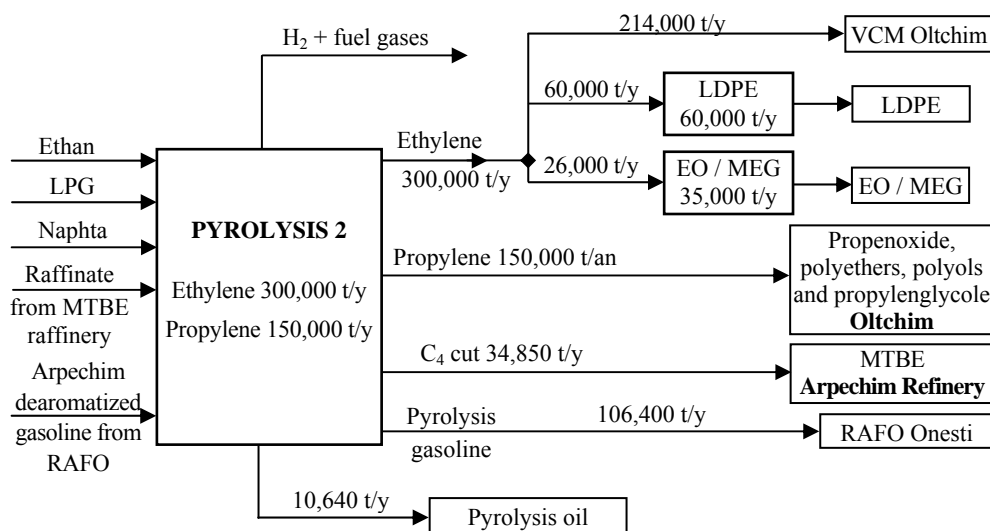 H2 + fuel gases
214,000 t/y
VCM Oltchim
60,000 t/y
LDPE
60,000 t/y
LDPE
Ethylene
300,000 t/y
26,000 t/y
EO / MEG
35,000 t/y
EO / MEG
Ethan
LPG
Naphta
Raffinate
from MTBE
raffinery
Arpechim
dearomatized
gasoline from
RAFO
PYROLYSIS 2
Ethylene 300,000 t/y
Propylene 150,000 t/y
Propylene 150,000 t/an
Propenoxide,
polyethers, polyols
and propylenglycole
Oltchim
C4 cut 34,850 t/y
MTBE
Arpechim Refinery
Pyrolysis
gasoline
106,400 t/y
RAFO Onesti
10,640 t/y
Pyrolysis oil